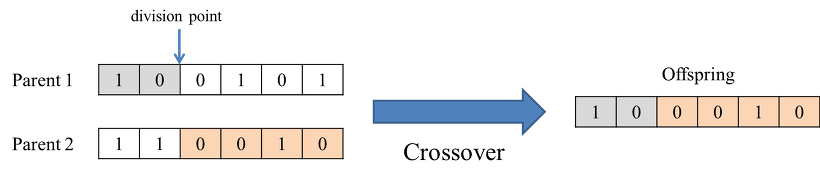 division point
Parent 1 1 0 0 1 0 1
Offspring
1 0 0 0 1 0
Parent 2 1 1 0 0 1 0
Crossover